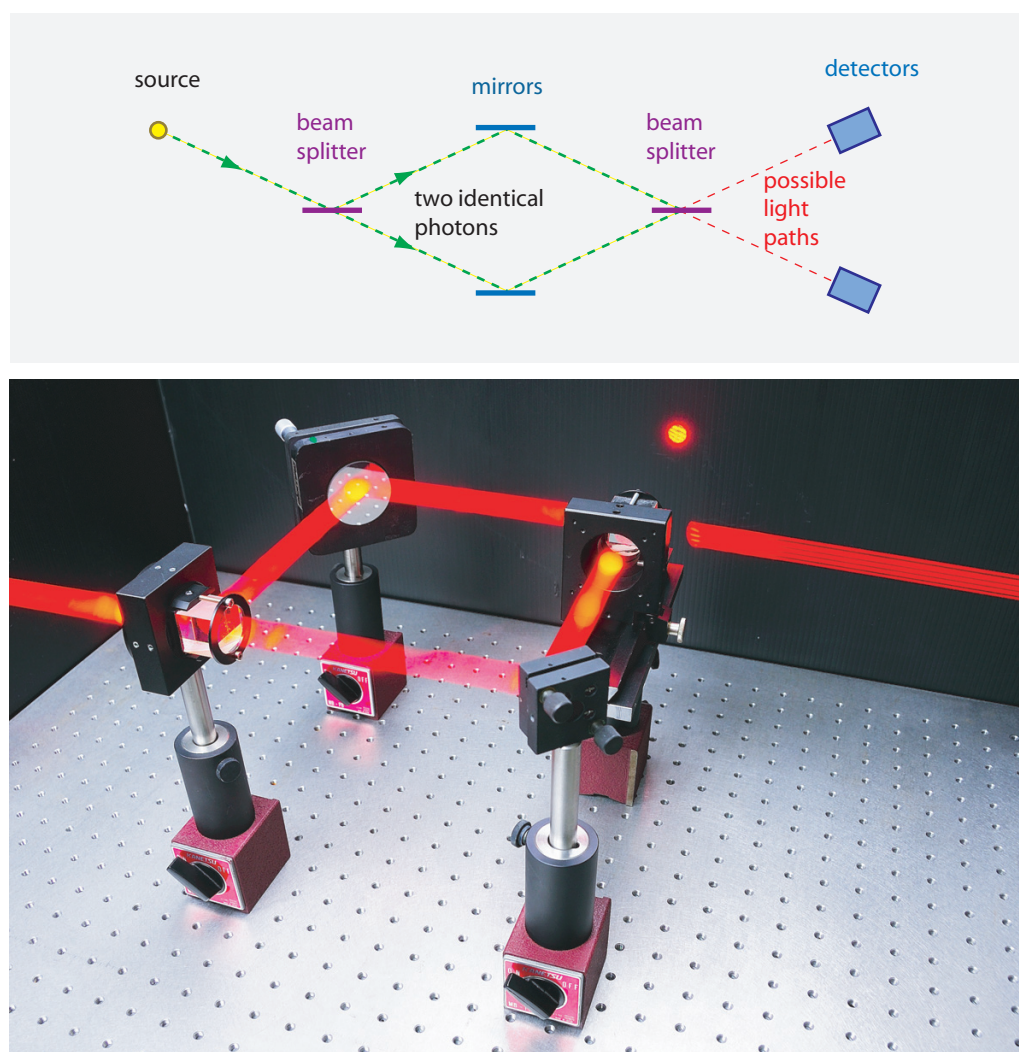 source
mirrors
detectors
beam
splitter
beam
splitter
two identical
photons
possible
light
paths